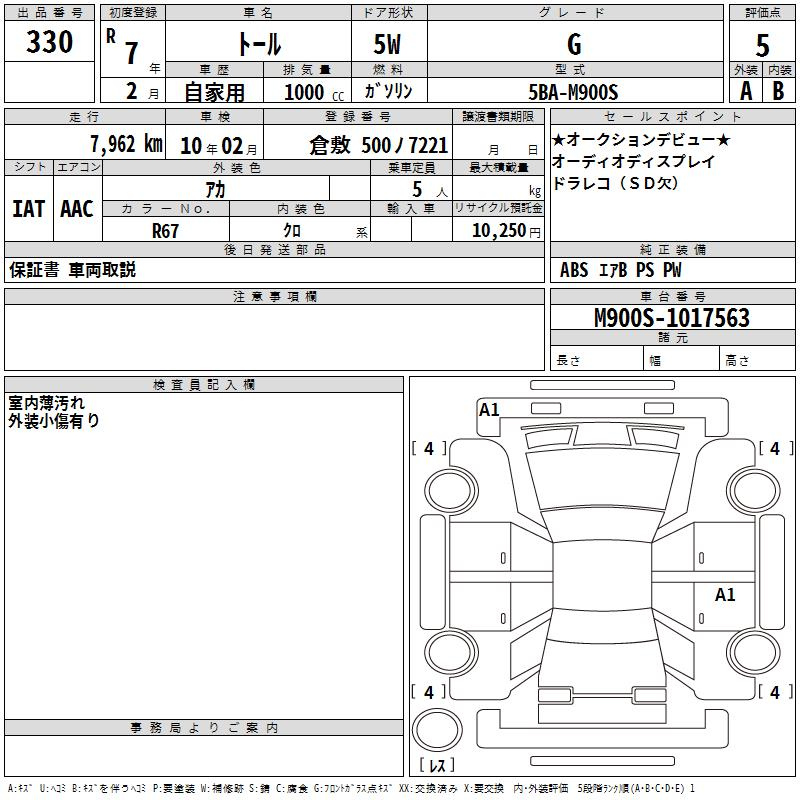 出品番号 初度登録 車名 ドア形状 グレード 評価点
330 R 7 年 トール 5W G 5
車歴 排気量 燃料 型式 外装 内装
2 月 自家用 1000 CC ガソリン 5BA-M900S A B
走行 車検 登録番号 譲渡書類期限 セールスポイント
7,962 km 10 年 02 月 倉敷 500 ノ 7221 月 日
★オークションデビュー★
オーディオディスプレイ
ドラレコ（ＳＤ欠）
シフト エアコン 外装色 乗車定員 最大積載量
IAT AAC アカ 5 人 kg
カラーNo. 内装色 輸入車 リサイクル預託金
R67 クロ 系 10,250 円
後日発送部品 純正装備
保証書 車両取説 ABS エアB PS PW
注意事項欄 車台番号
M900S-1017563
諸元
長さ 幅 高さ
検査員記入欄
室内薄汚れ
外装小傷有り
A1
[ 4 ] [ 4 ]
A1
[ 4 ] [ 4 ]
[ レス ]
事務局よりご案内
A:キズ U:ヘコミ B:キズを伴うヘコミ P:要塗装 W:補修跡 S:錆 C:腐食 G:フロントガラス点キズ XX:交換済み X:要交換 内・外装評価 5段階ランク順(A・B・C・D・E) 1